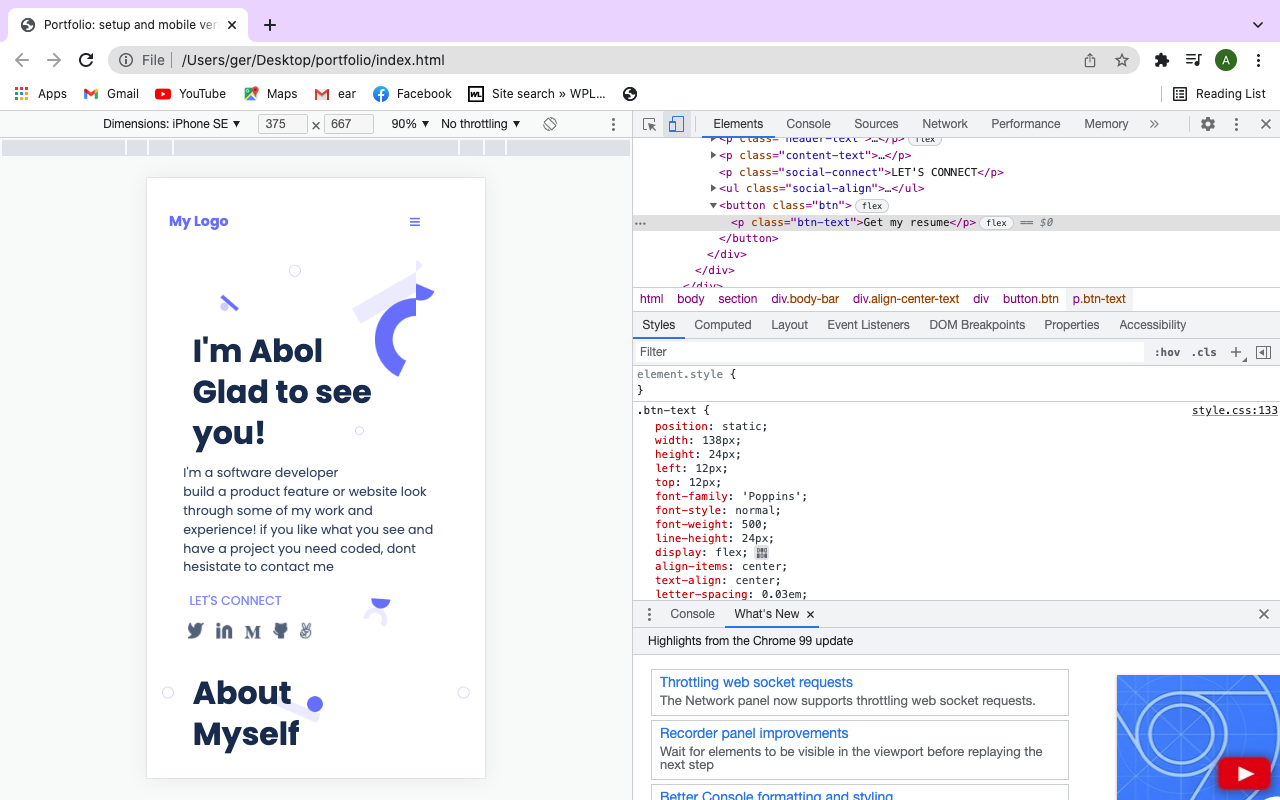 Portfolio: setup and mobile ver
File
/Users/ger/Desktop/portfolio/index.html
A
Apps
Gmail
YouTube
Maps
ear
Facebook
WL
Site search » WPL...
Reading List
Dimensions: iPhone SE ▼
375
×
667
90% ▼
No throttling ▼
Elements
Console
Sources
Network
Performance
Memory
»
<p class="header-text">…</p> flex
<p class="content-text">…</p>
<p class="social-connect">LET'S CONNECT</p>
<ul class="social-align">…</ul>
<button class="btn"> flex
<p class="btn-text">Get my resume</p> flex == $0
</button>
</div>
</div>
</div>
html body section div.body-bar div.align-center-text div button.btn p.btn-text
Styles
Computed
Layout
Event Listeners
DOM Breakpoints
Properties
Accessibility
Filter
:hov .cls +
element.style {
}
.btn-text {
style.css:133
position: static;
width: 138px;
height: 24px;
left: 12px;
top: 12px;
font-family: 'Poppins';
font-style: normal;
font-weight: 500;
line-height: 24px;
display: flex;
align-items: center;
text-align: center;
letter-spacing: 0.03em;
Console
What's New ×
Highlights from the Chrome 99 update
Throttling web socket requests
The Network panel now supports throttling web socket requests.
Recorder panel improvements
Wait for elements to be visible in the viewport before replaying the
next step
Better Console formatting and styling
My Logo
I'm Abol
Glad to see
you!
I'm a software developer
build a product feature or website look
through some of my work and
experience! if you like what you see and
have a project you need coded, dont
hesistate to contact me
LET'S CONNECT
About
Myself